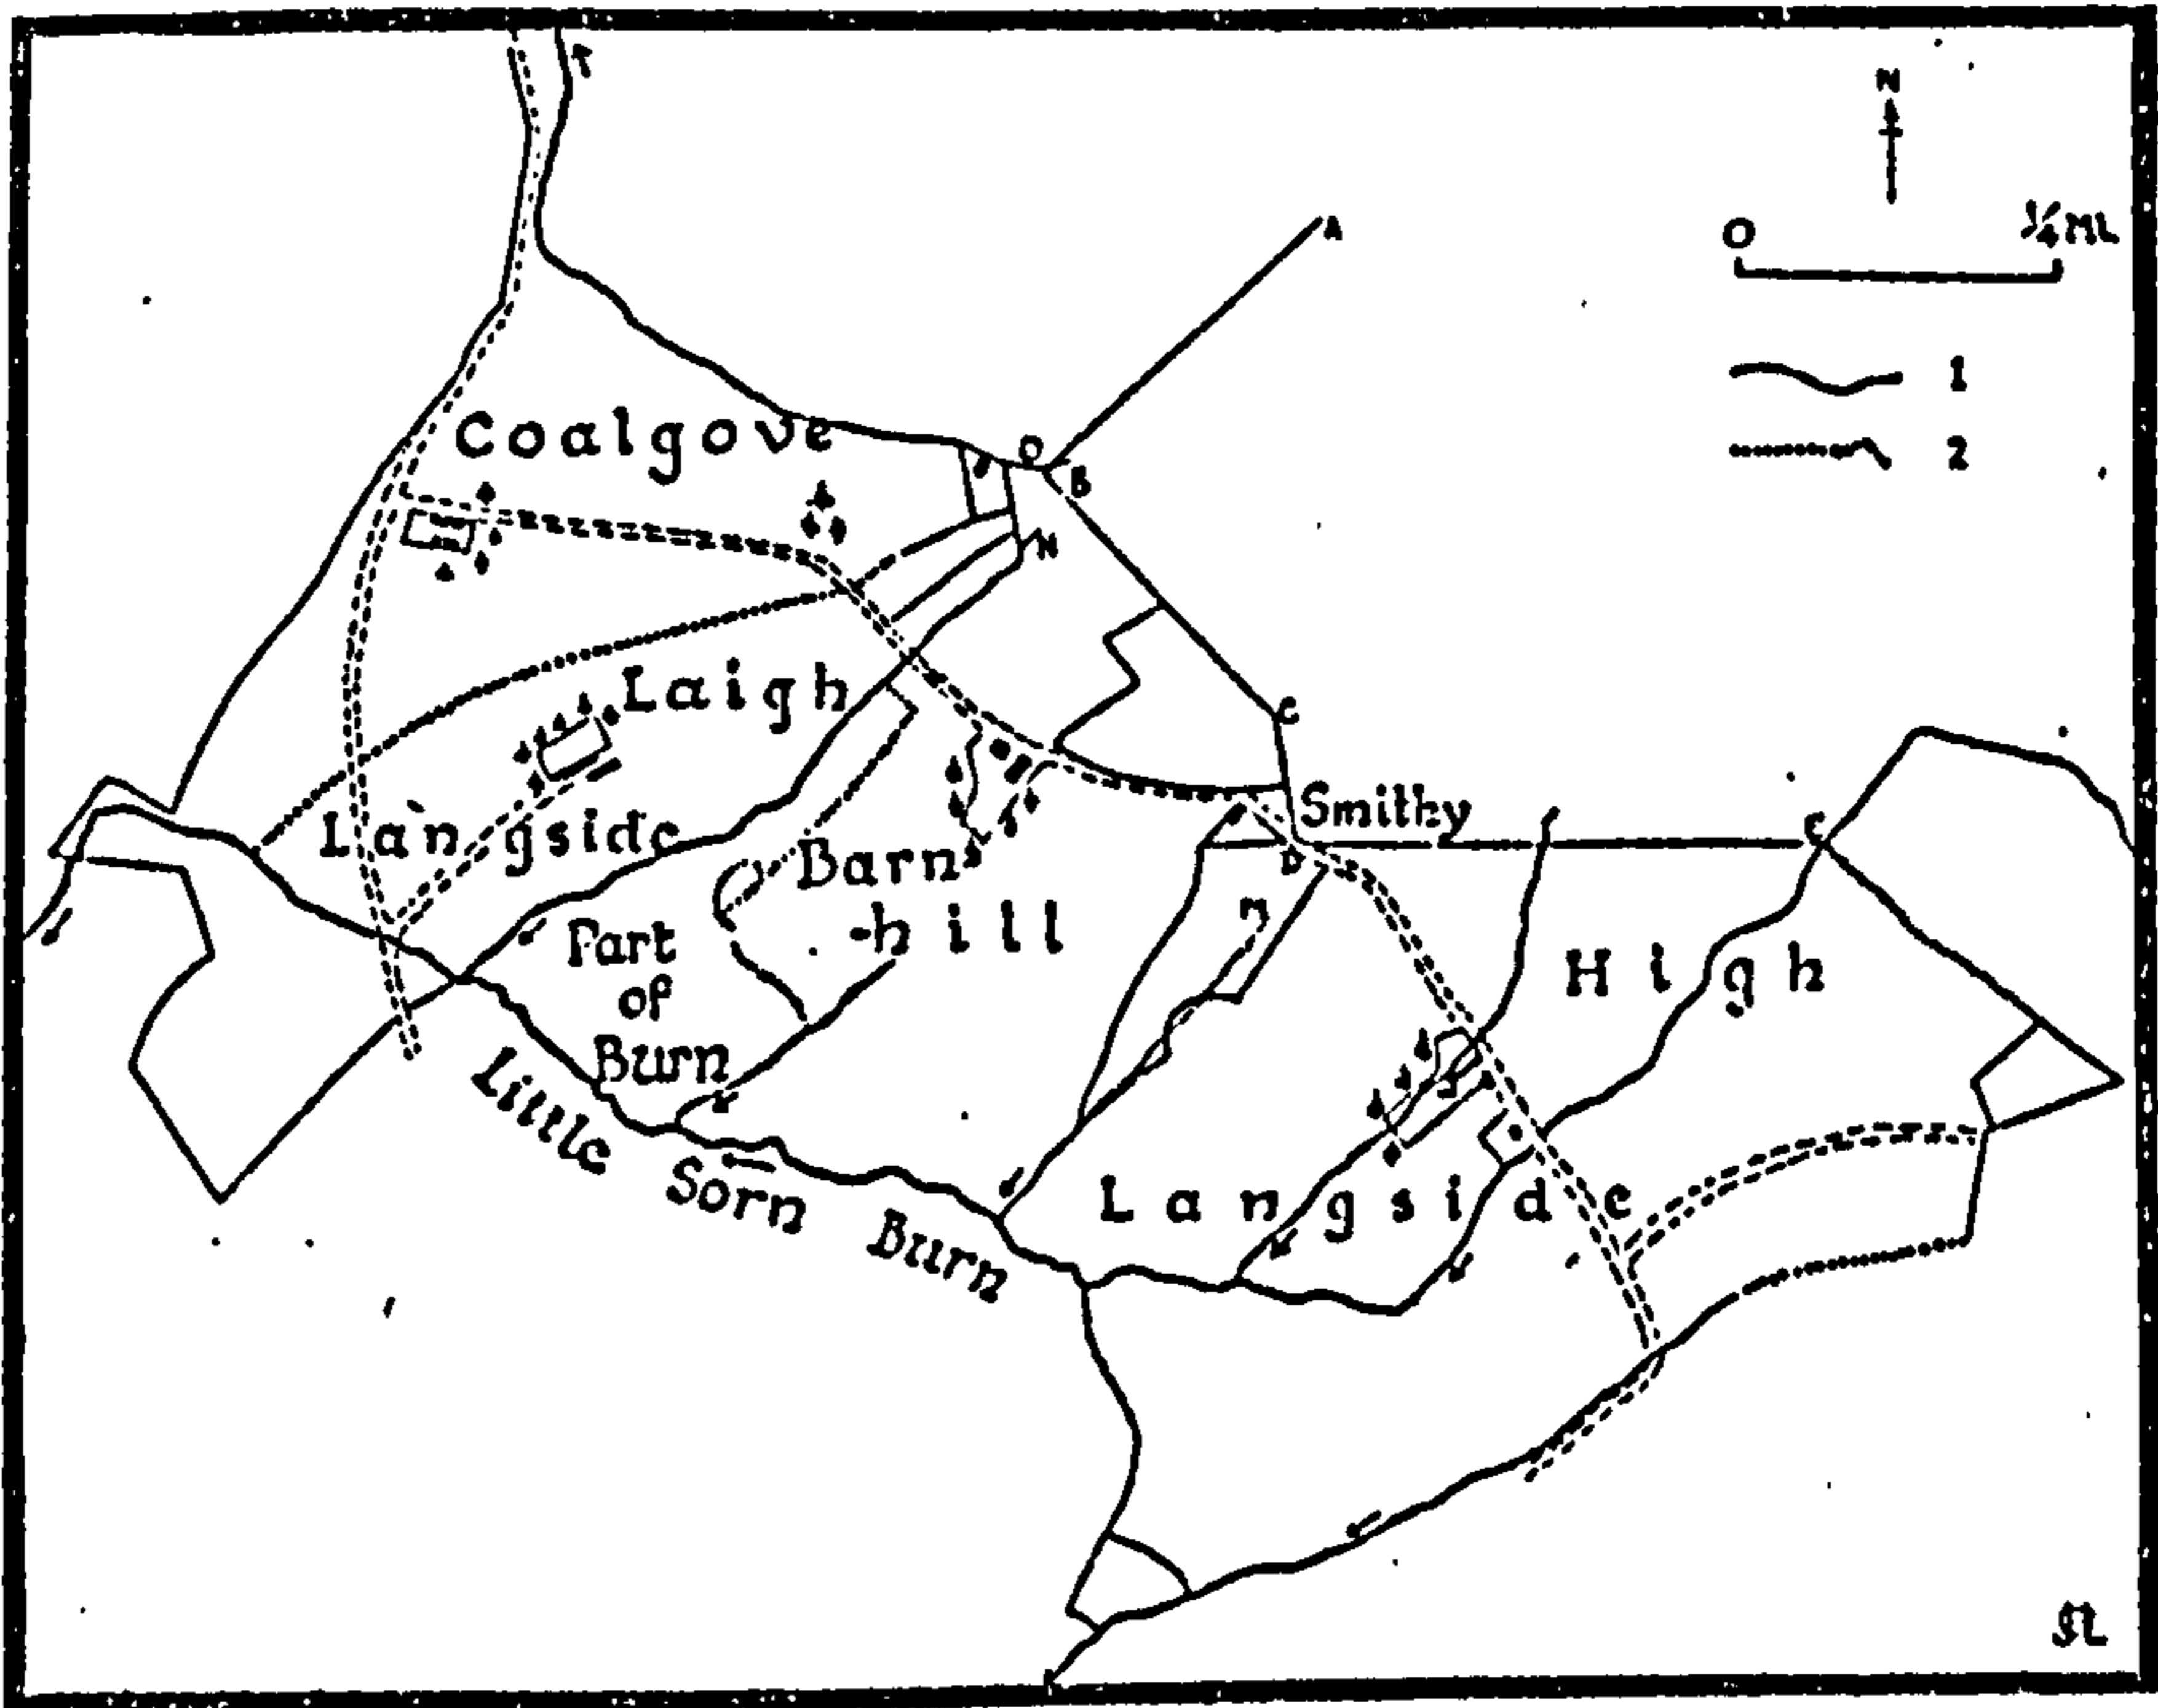 N
A
0 ¼ ML
1
2
Coalgove
O
B
N
Laigh
C
Langside
Smithy
Barn
D
C
-hill
High
Part
of
Burn
Langside
Little Sorn Burn